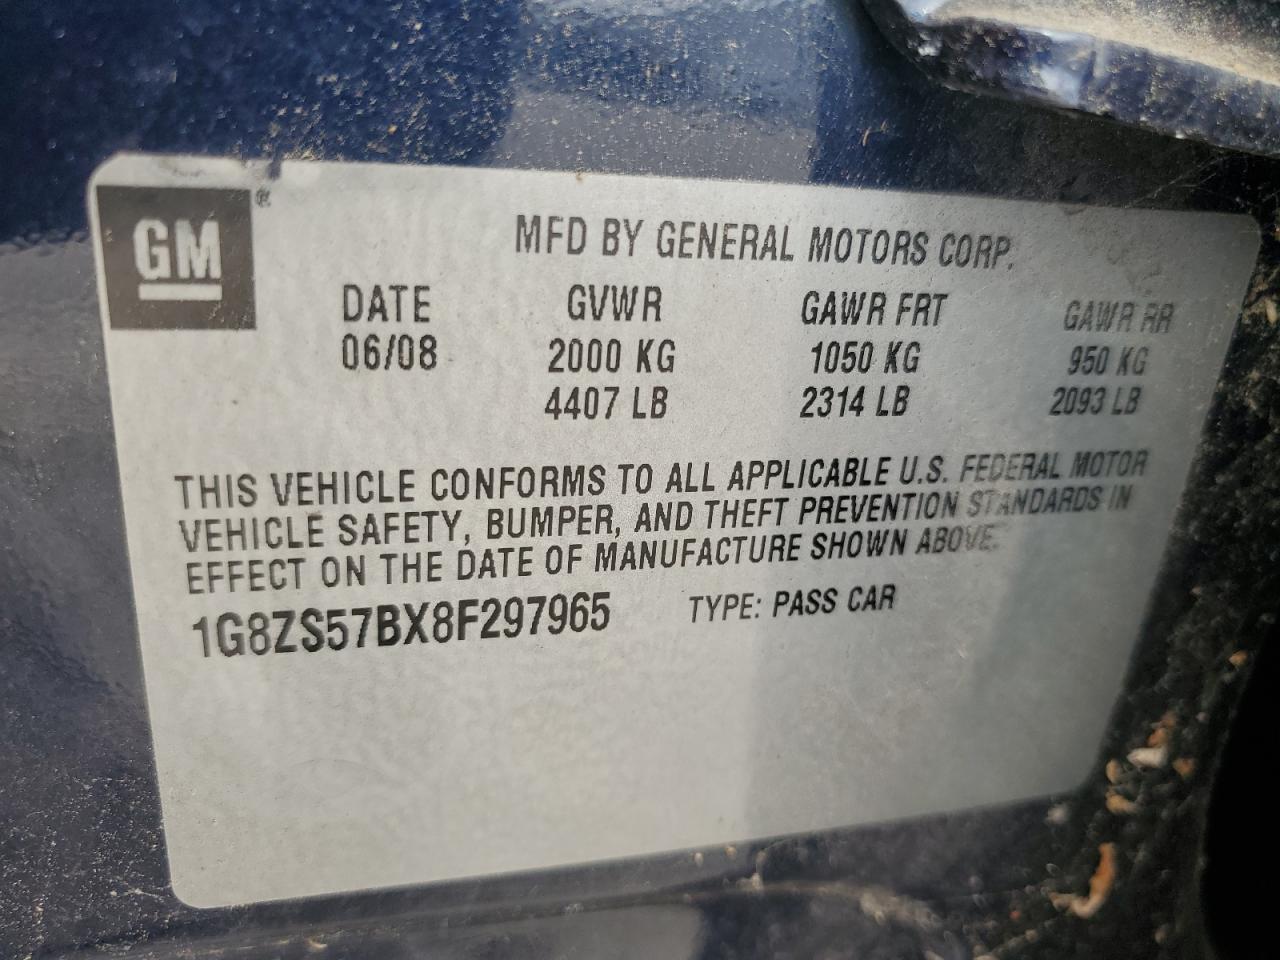 GM ®
MFD BY GENERAL MOTORS CORP.
DATE GVWR GAWR FRT GAWR RR
06/08 2000 KG 1050 KG 950 KG
4407 LB 2314 LB 2093 LB
THIS VEHICLE CONFORMS TO ALL APPLICABLE U.S. FEDERAL MOTOR
VEHICLE SAFETY, BUMPER, AND THEFT PREVENTION STANDARDS IN
EFFECT ON THE DATE OF MANUFACTURE SHOWN ABOVE.
1G8ZS57BX8F297965 TYPE: PASS CAR